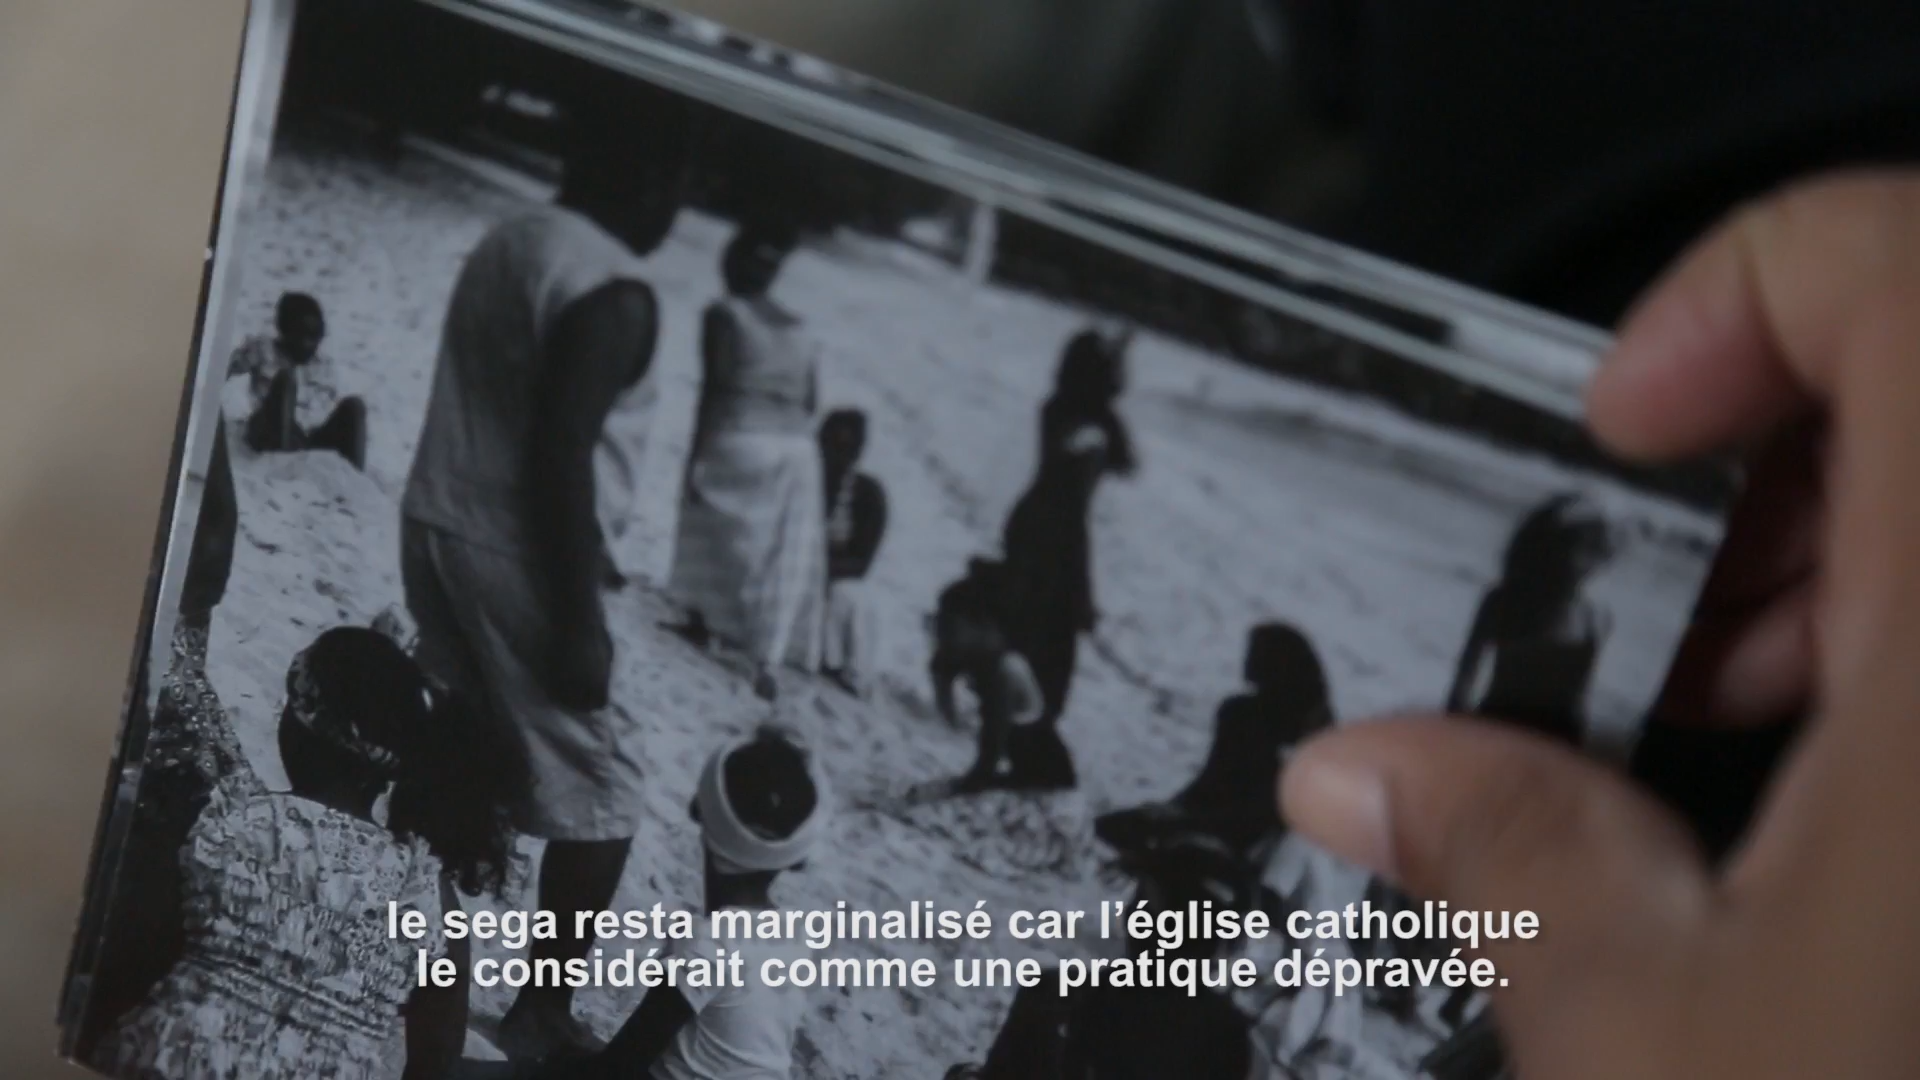 le sega resta marginalisé car l’église catholique
le considérait comme une pratique dépravée.